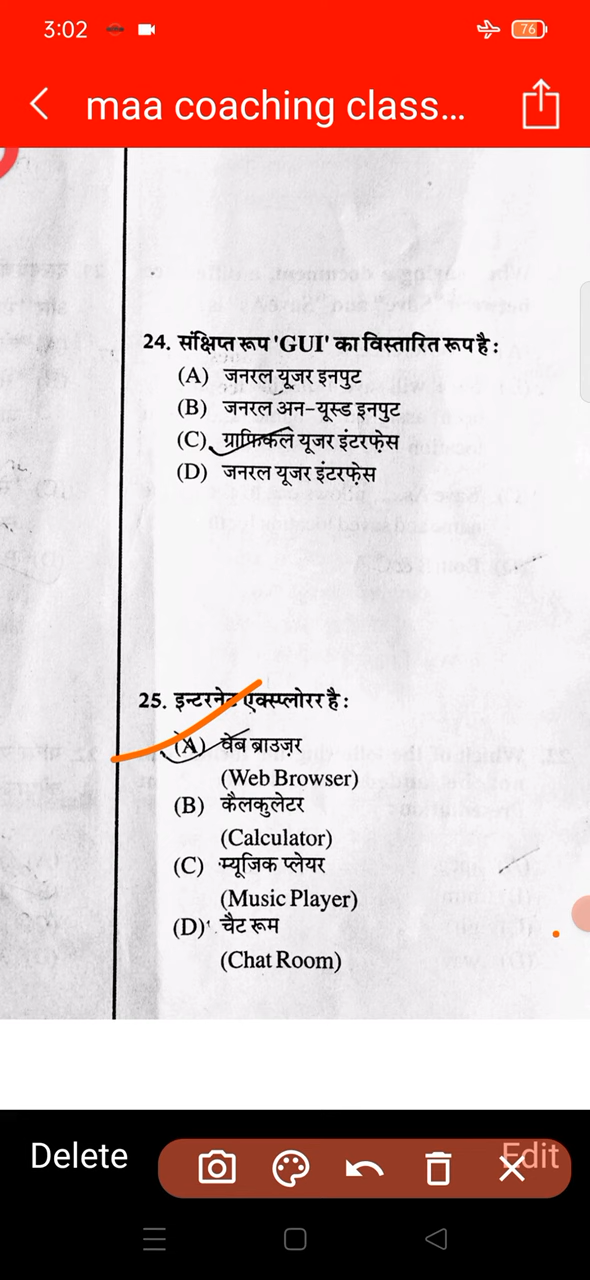 3:02
76
maa coaching class...
24. संक्षिप्त रूप 'GUI' का विस्तारित रूप है :
(A) जनरल यूजर इनपुट
(B) जनरल अन-यूस्ड इनपुट
(C) ग्राफिकल यूजर इंटरफ़ेस
(D) जनरल यूजर इंटरफ़ेस
25. इन्टरनेट एक्स्प्लोरर है :
(A) वेब ब्राउज़र
(Web Browser)
(B) कैलकुलेटर
(Calculator)
(C) म्यूजिक प्लेयर
(Music Player)
(D) चैट रूम
(Chat Room)
Delete
Edit